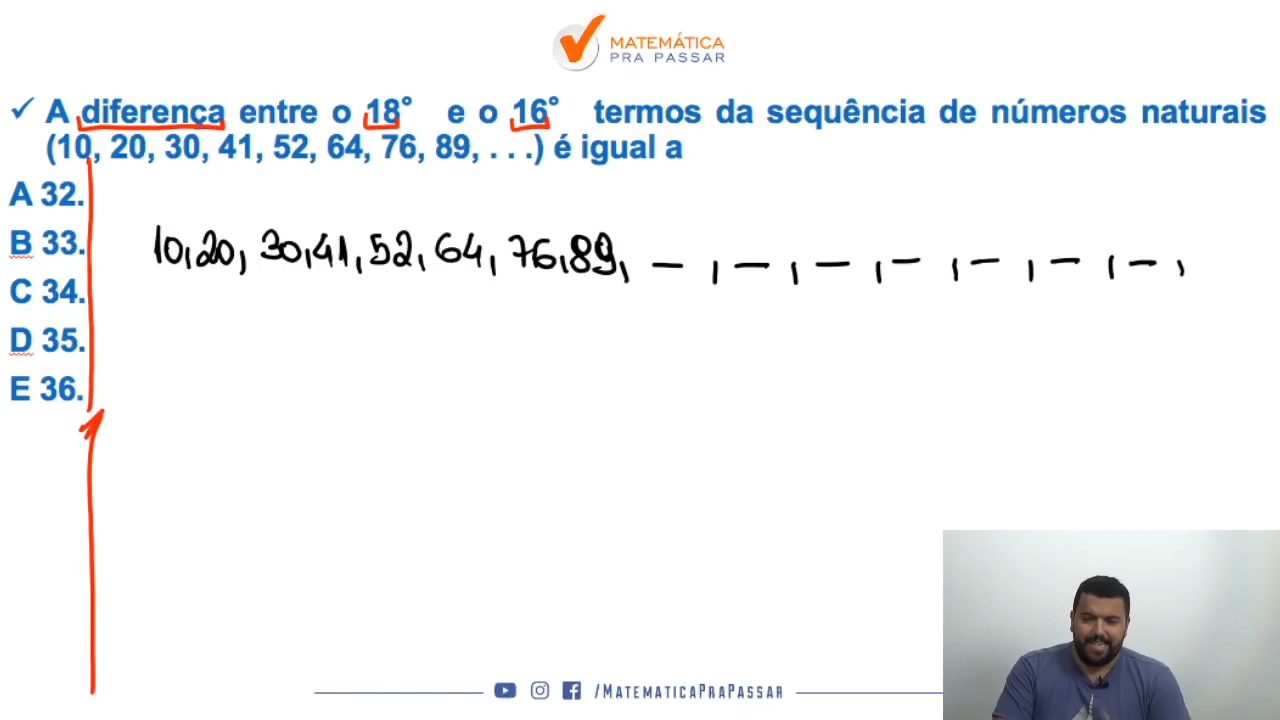 MATEMÁTICA
PRA PASSAR
✓ A diferença entre o 18° e o 16° termos da sequência de números naturais
(10, 20, 30, 41, 52, 64, 76, 89, . . .) é igual a
A 32.
B 33.
C 34.
D 35.
E 36.
10, 20, 30, 41, 52, 64, 76, 89, _ , _ , _ , _ , _ , _ , _ ,
/MATEMATICAPRAPASSAR